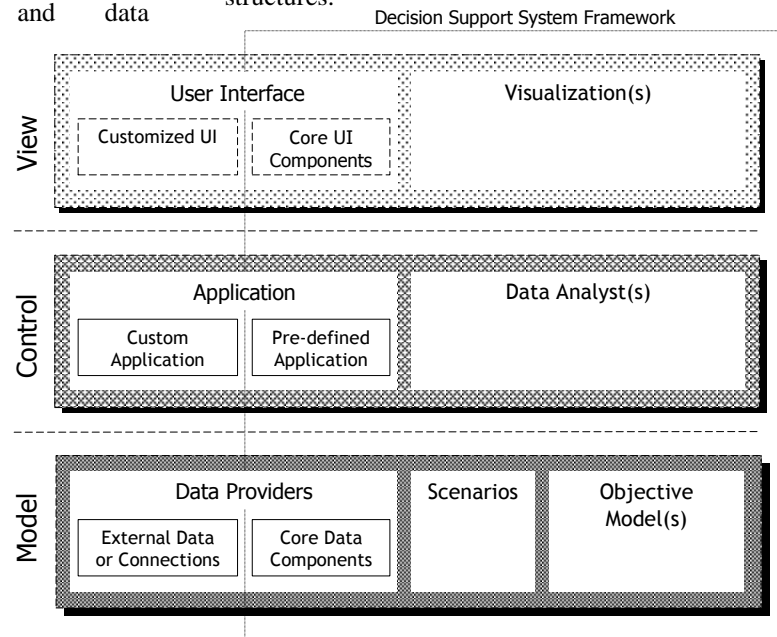 and data structures.
Decision Support System Framework
View
User Interface
Customized UI
Core UI
Components
Visualization(s)
Control
Application
Custom
Application
Pre-defined
Application
Data Analyst(s)
Model
Data Providers
External Data
or Connections
Core Data
Components
Scenarios
Objective
Model(s)